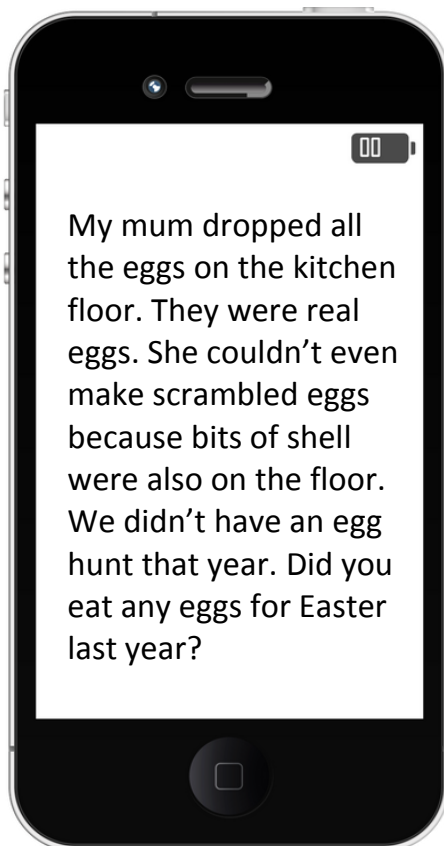 My mum dropped all
the eggs on the kitchen
floor. They were real
eggs. She couldn’t even
make scrambled eggs
because bits of shell
were also on the floor.
We didn’t have an egg
hunt that year. Did you
eat any eggs for Easter
last year?